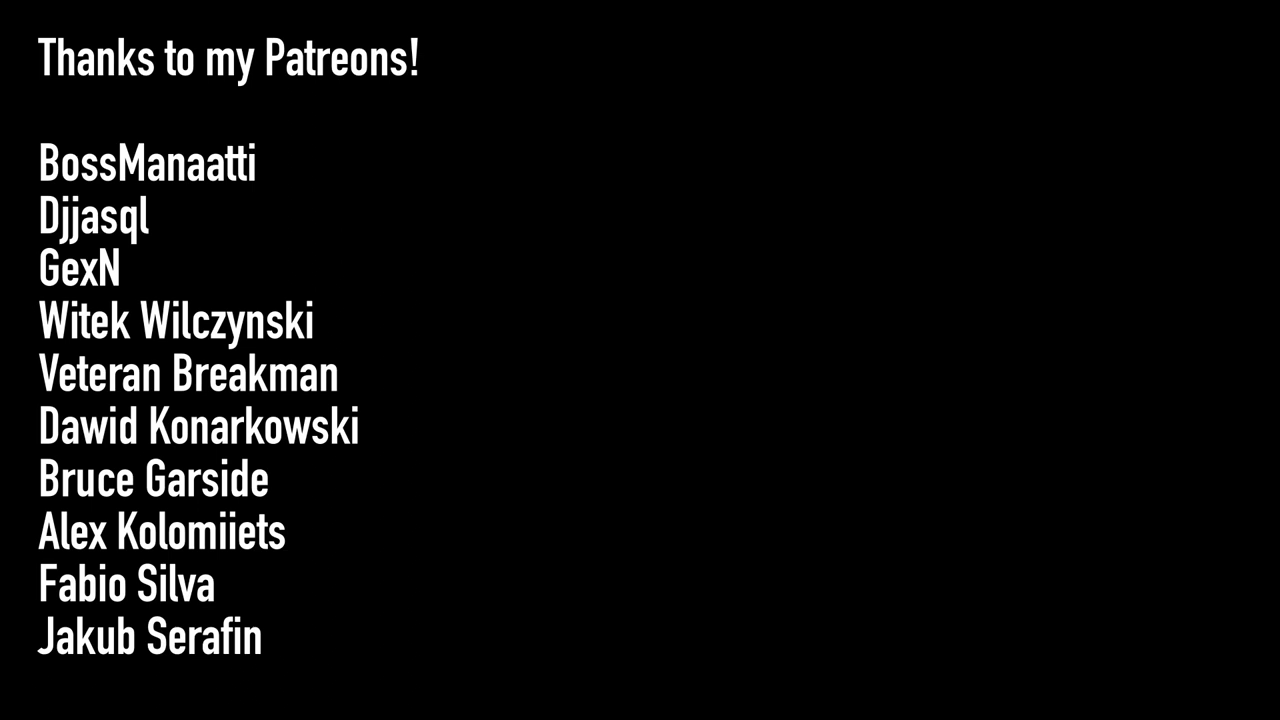 Thanks to my Patreons!
BossManaatti
Djjasql
GexN
Witek Wilczynski
Veteran Breakman
Dawid Konarkowski
Bruce Garside
Alex Kolomiiets
Fabio Silva
Jakub Serafin